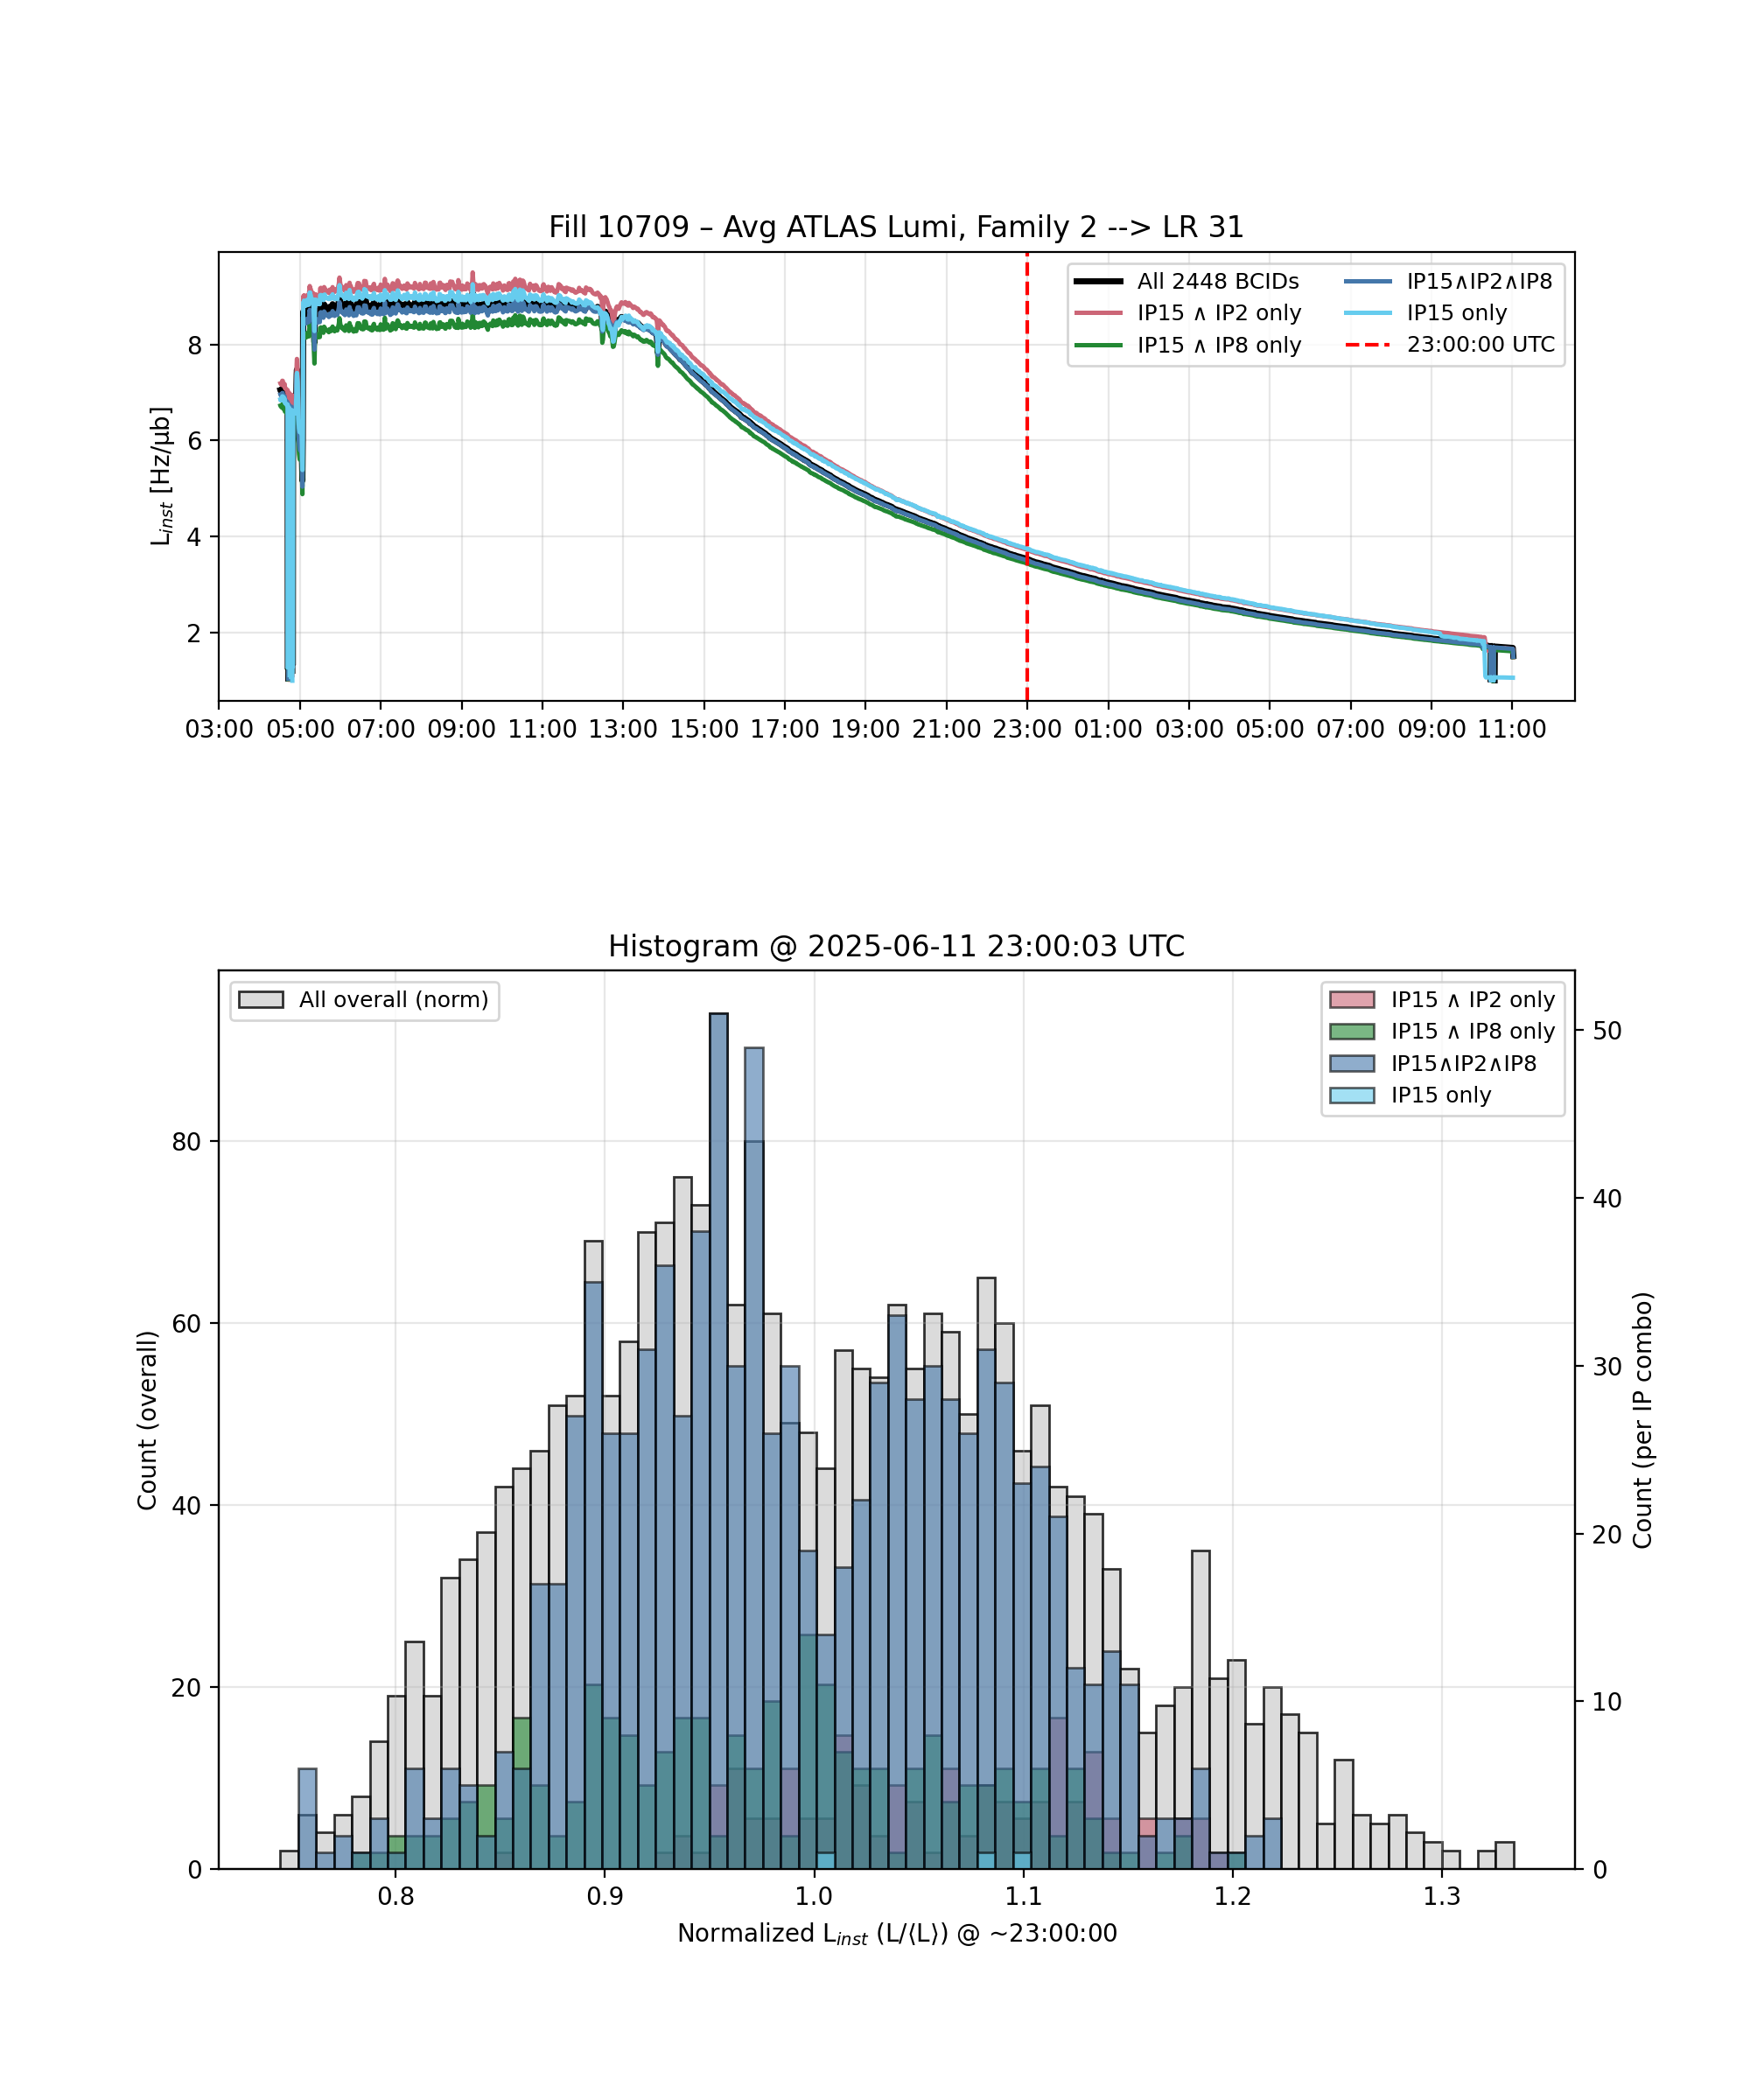 Fill 10709 – Avg ATLAS Lumi, Family 2 --> LR 31
All 2448 BCIDs
IP15 ∧ IP2 only
IP15 ∧ IP8 only
IP15∧IP2∧IP8
IP15 only
23:00:00 UTC
L_inst [Hz/μb]
8
6
4
2
03:00 05:00 07:00 09:00 11:00 13:00 15:00 17:00 19:00 21:00 23:00 01:00 03:00 05:00 07:00 09:00 11:00
Histogram @ 2025-06-11 23:00:03 UTC
All overall (norm)
IP15 ∧ IP2 only
IP15 ∧ IP8 only
IP15∧IP2∧IP8
IP15 only
Count (overall)
80
60
40
20
0
Count (per IP combo)
50
40
30
20
10
0
0.8 0.9 1.0 1.1 1.2 1.3
Normalized L_inst (L/⟨L⟩) @ ~23:00:00